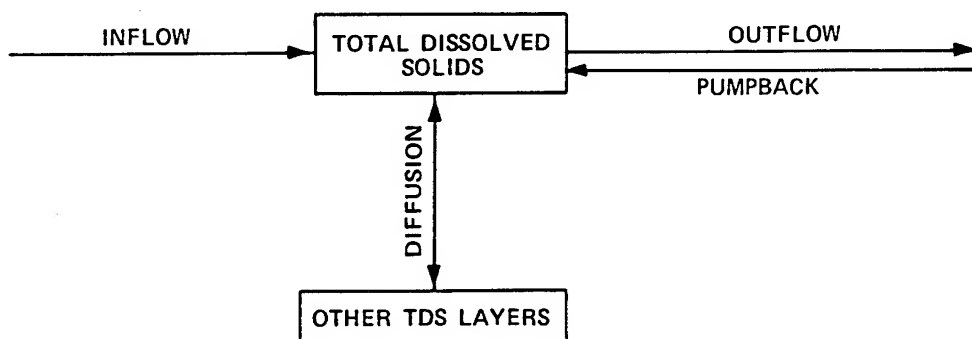 INFLOW
TOTAL DISSOLVED
SOLIDS
OUTFLOW
PUMPBACK
DIFFUSION
OTHER TDS LAYERS